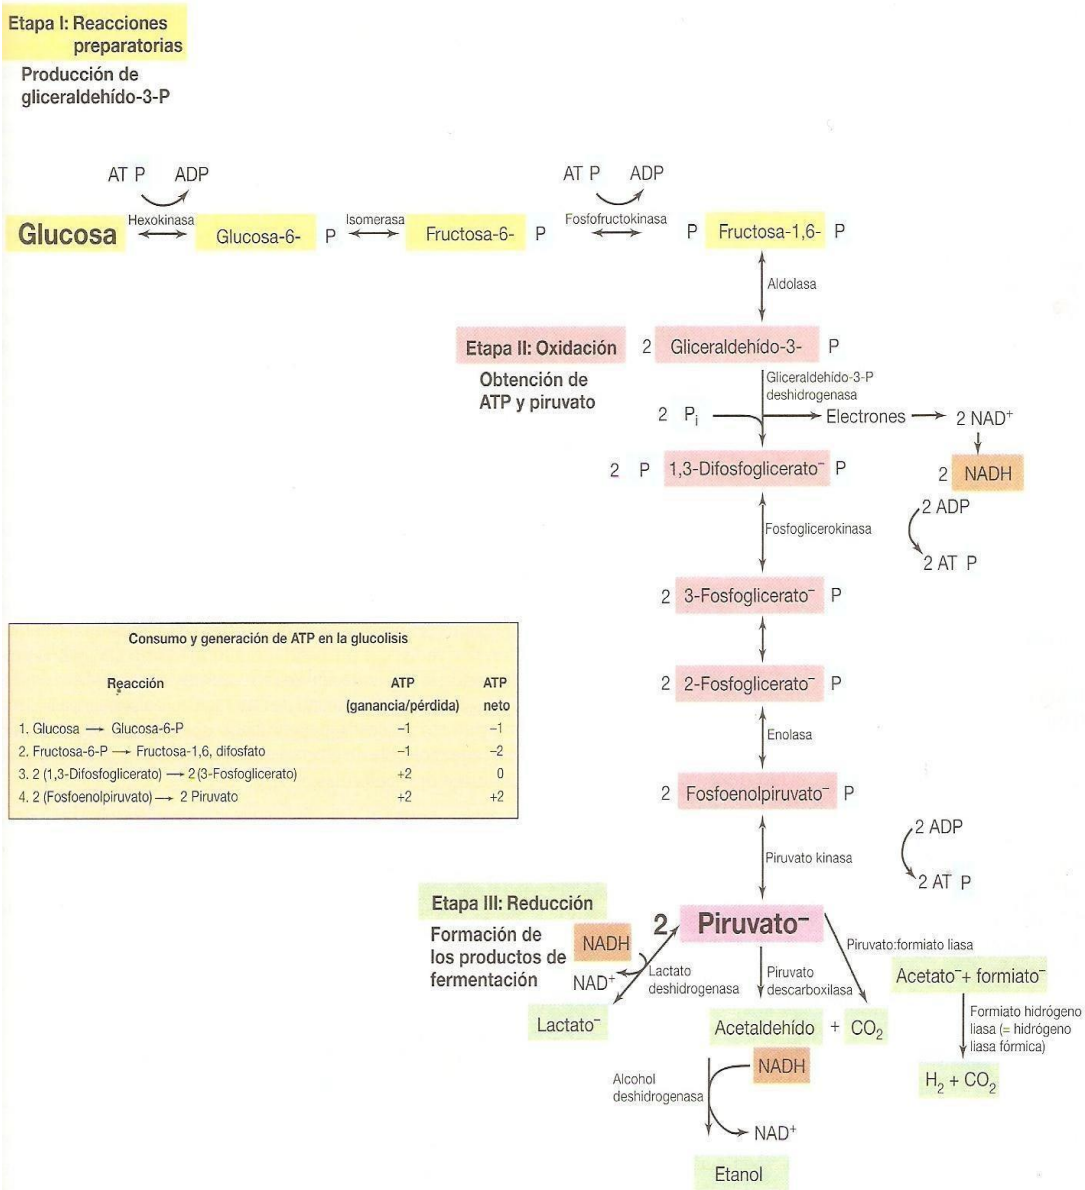 Etapa I: Reacciones
preparatorias
Producción de
gliceraldehído-3-P
AT P ADP
AT P ADP
Glucosa
Hexokinasa
Glucosa-6- P
Isomerasa
Fructosa-6- P
Fosfofructokinasa
P Fructosa-1,6- P
Aldolasa
Etapa II: Oxidación
2 Gliceraldehído-3- P
Obtención de
ATP y piruvato
Gliceraldehído-3-P
deshidrogenasa
2 Pi
Electrones
2 NAD+
2 P 1,3-Difosfoglicerato– P
2 NADH
2 ADP
Fosfoglicerokinasa
2 AT P
2 3-Fosfoglicerato– P
Consumo y generación de ATP en la glucolisis
Reacción ATP ATP
(ganancia/pérdida) neto
1. Glucosa → Glucosa-6-P –1 –1
2. Fructosa-6-P → Fructosa-1,6, difosfato –1 –2
3. 2 (1,3-Difosfoglicerato) → 2 (3-Fosfoglicerato) +2 0
4. 2 (Fosfoenolpiruvato) → 2 Piruvato +2 +2
2 2-Fosfoglicerato– P
Enolasa
2 Fosfoenolpiruvato– P
2 ADP
Piruvato kinasa
2 AT P
Etapa III: Reducción
2 Piruvato–
Formación de
los productos de
fermentación
NADH
NAD+
Lactato
deshidrogenasa
Piruvato
descarboxilasa
Piruvato:formiato liasa
Acetato– + formiato–
Lactato–
Acetaldehído + CO2
Formiato hidrógeno
liasa (= hidrógeno
liasa fórmica)
NADH
Alcohol
deshidrogenasa
H2 + CO2
NAD+
Etanol